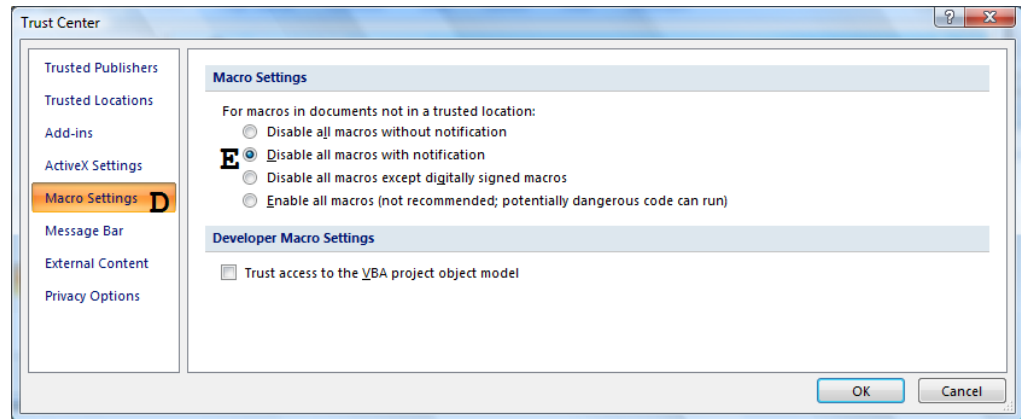 Trust Center
?
X
Trusted Publishers
Trusted Locations
Add-ins
ActiveX Settings
Macro Settings D
Message Bar
External Content
Privacy Options
Macro Settings
For macros in documents not in a trusted location:
Disable all macros without notification
E Disable all macros with notification
Disable all macros except digitally signed macros
Enable all macros (not recommended; potentially dangerous code can run)
Developer Macro Settings
Trust access to the VBA project object model
OK Cancel